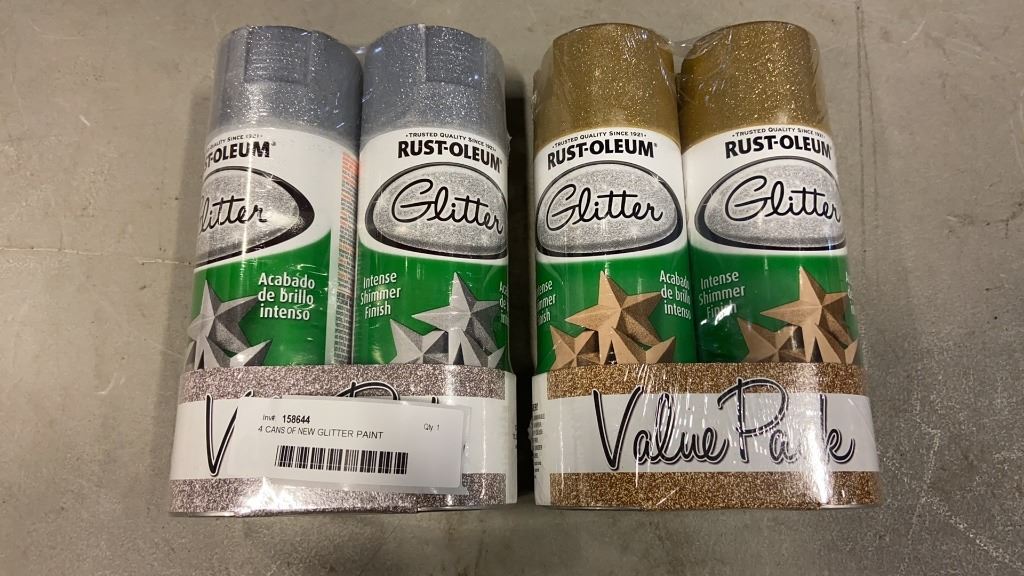 TRUSTED QUALITY SINCE 1921
T-OLEUM®
Glitter
Acabado
de brillo
intenso
•TRUSTED QUALITY SINCE 1921•
RUST-OLEUM®
Glitter
Intense
Shimmer
Finish
Inv#: 158644
Qty. 1
4 CANS OF NEW GLITTER PAINT
•TRUSTED QUALITY SINCE 1921•
RUST-OLEUM®
Glitter
Acabado
de brillo
intenso
•TRUSTED QUALITY SINCE 1921
RUST-OLEUM
Glitter
Intense
Shimmer
Finish
Value Pack